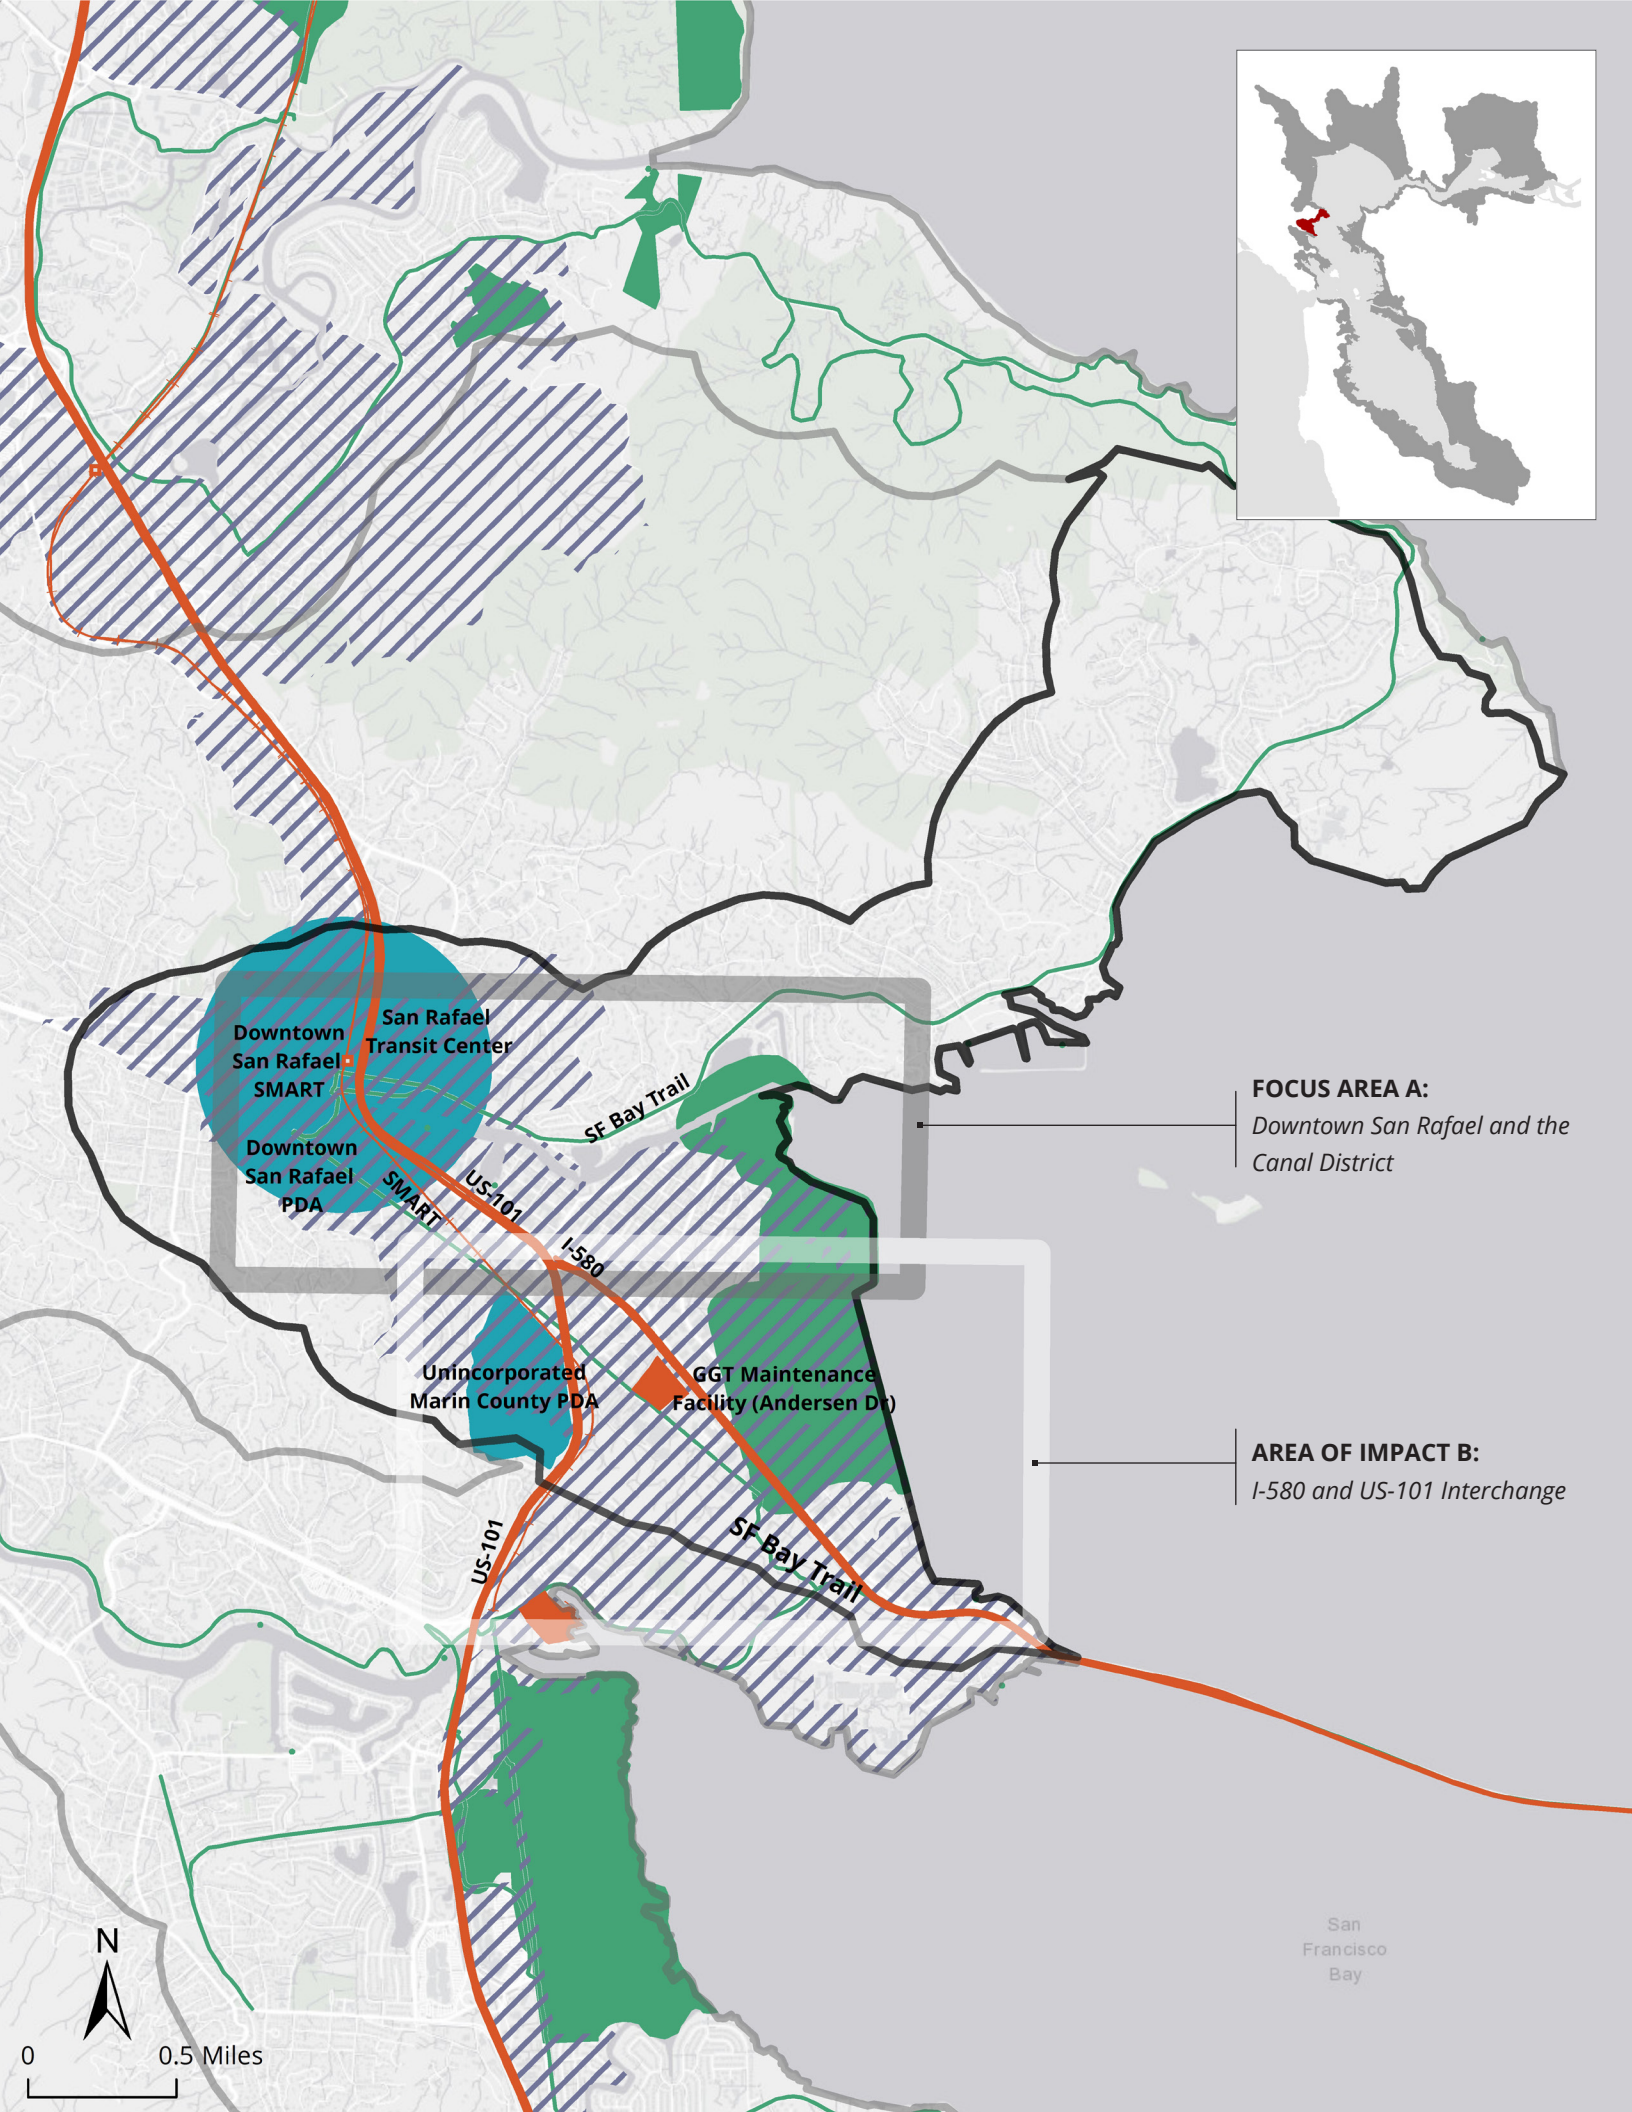 Downtown
San Rafael
SMART
San Rafael
Transit Center
SF Bay Trail
FOCUS AREA A:
Downtown San Rafael and the
Canal District
Downtown
San Rafael
PDA
SMART
US-101
I-580
Unincorporated
Marin County PDA
GGT Maintenance
Facility (Andersen Dr)
AREA OF IMPACT B:
I-580 and US-101 Interchange
US-101
SF Bay Trail
San
Francisco
Bay
N
0 0.5 Miles